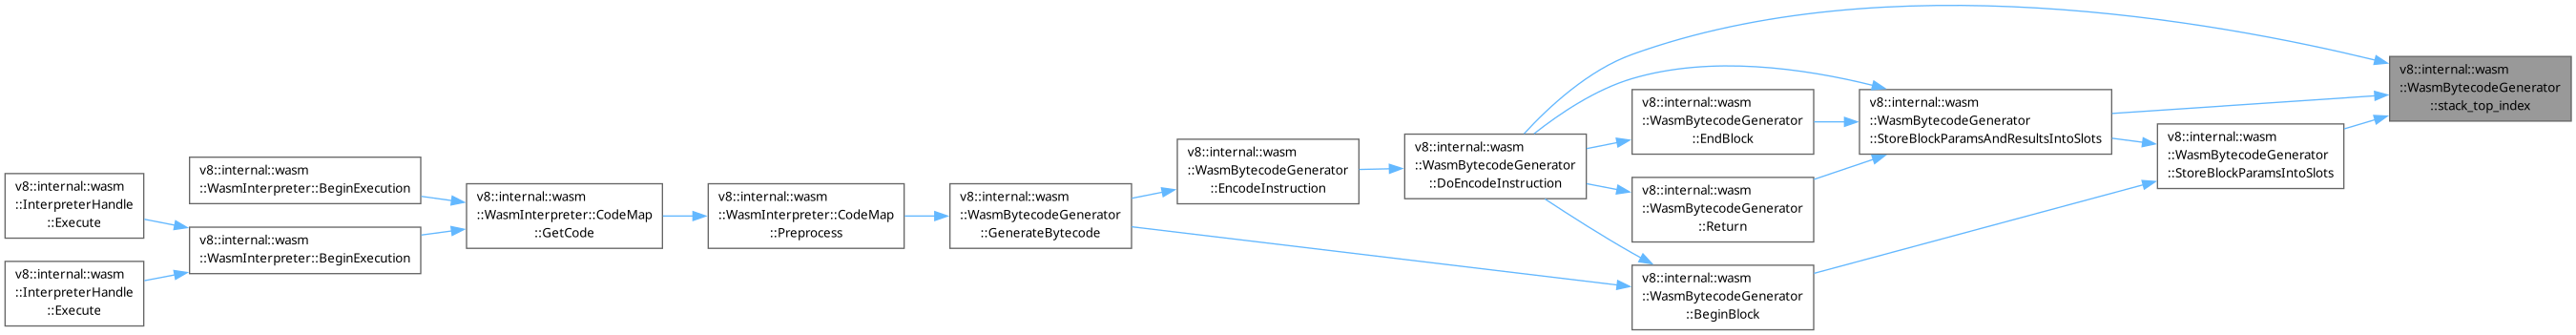 v8::internal::wasm
::InterpreterHandle
::Execute
v8::internal::wasm
::InterpreterHandle
::Execute
v8::internal::wasm
::WasmInterpreter::BeginExecution
v8::internal::wasm
::WasmInterpreter::BeginExecution
v8::internal::wasm
::WasmInterpreter::CodeMap
::GetCode
v8::internal::wasm
::WasmInterpreter::CodeMap
::Preprocess
v8::internal::wasm
::WasmBytecodeGenerator
::GenerateBytecode
v8::internal::wasm
::WasmBytecodeGenerator
::EncodeInstruction
v8::internal::wasm
::WasmBytecodeGenerator
::DoEncodeInstruction
v8::internal::wasm
::WasmBytecodeGenerator
::EndBlock
v8::internal::wasm
::WasmBytecodeGenerator
::Return
v8::internal::wasm
::WasmBytecodeGenerator
::BeginBlock
v8::internal::wasm
::WasmBytecodeGenerator
::StoreBlockParamsAndResultsIntoSlots
v8::internal::wasm
::WasmBytecodeGenerator
::StoreBlockParamsIntoSlots
v8::internal::wasm
::WasmBytecodeGenerator
::stack_top_index